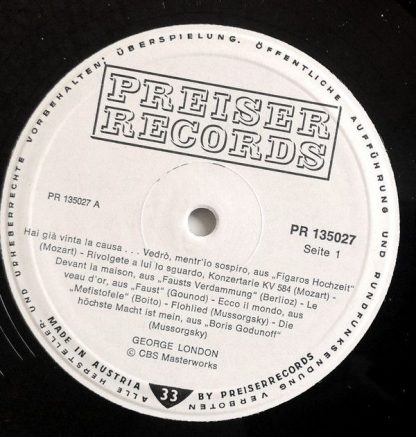 ALLE HERSTELLER- UND URHEBERRECHTE VORBEHALTEN; ÜBERSPIELUNG, ÖFFENTLICHE AUFFÜHRUNG UND RUNDFUNKSENDUNG VERBOTEN
PREISER
RECORDS
PR 135027 A
PR 135027
Seite 1
Hai già vinta la causa . . . Vedrò, mentr'io sospiro, aus „Figaros Hochzeit"
(Mozart) - Rivolgete a lui lo sguardo, Konzertarie KV 584 (Mozart) -
Devant la maison, aus „Fausts Verdammung" (Berlioz) - Le
veau d'or, aus „Faust" (Gounod) - Ecco il mondo, aus
„Mefistofele" (Boito) - Flohlied (Mussorgsky) - Die
höchste Macht ist mein, aus „Boris Godunoff"
(Mussorgsky)
GEORGE LONDON
© CBS Masterworks
MADE IN AUSTRIA 33 BY PREISERRECORDS